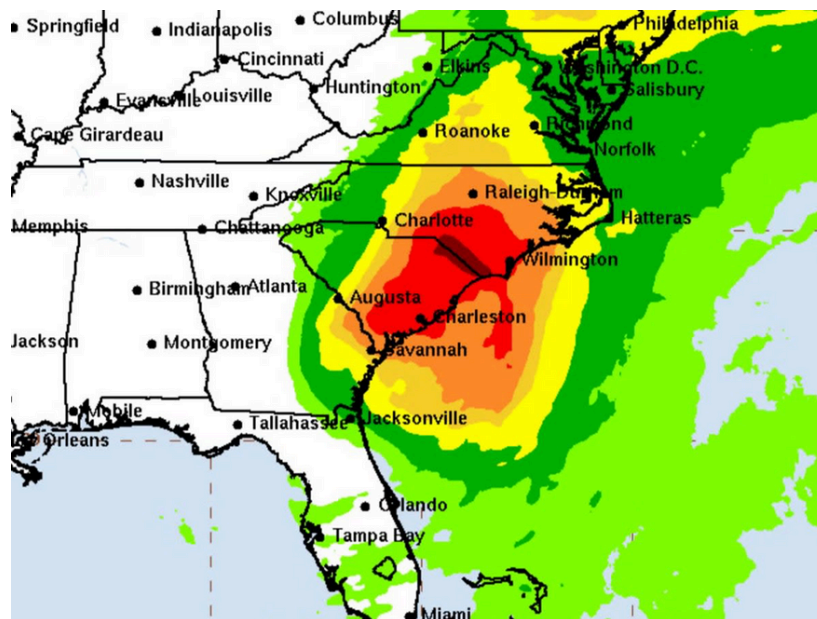 Columbus
Philadelphia
Springfield
Indianapolis
Cincinnati
Elkins
Washington D.C.
Huntington
Salisbury
Evansville
Louisville
Cape Girardeau
Roanoke
Richmond
Norfolk
Nashville
Knoxville
Raleigh-Durham
Memphis
Chattanooga
Charlotte
Hatteras
Wilmington
Birmingham
Atlanta
Augusta
Charleston
Jackson
Montgomery
Savannah
Mobile
Tallahassee
Jacksonville
Orleans
Orlando
Tampa Bay
Miami